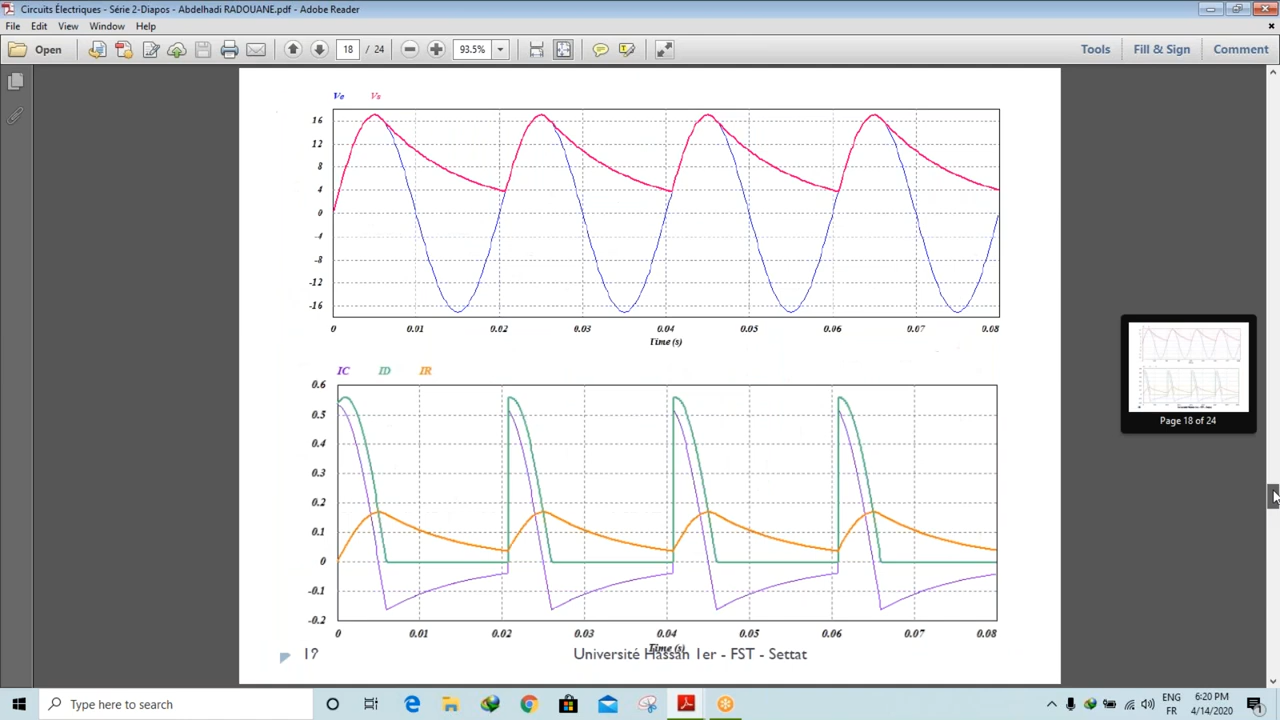 Circuits Électriques - Série 2-Diapos - Abdelhadi RADOUANE.pdf - Adobe Reader
File Edit View Window Help
Open 18 / 24 93.5% Tools Fill & Sign Comment
Ve Vs
16
12
8
4
0
-4
-8
-12
-16
0 0.01 0.02 0.03 0.04 0.05 0.06 0.07 0.08
Time (s)
IC ID IR
0.6
0.5
0.4
0.3
0.2
0.1
0
-0.1
-0.2
0 0.01 0.02 0.03 0.04 0.05 0.06 0.07 0.08
Time (s)
19 Université Hassan 1er - FST - Settat
Page 18 of 24
Type here to search
ENG
FR
6:20 PM
4/14/2020
1